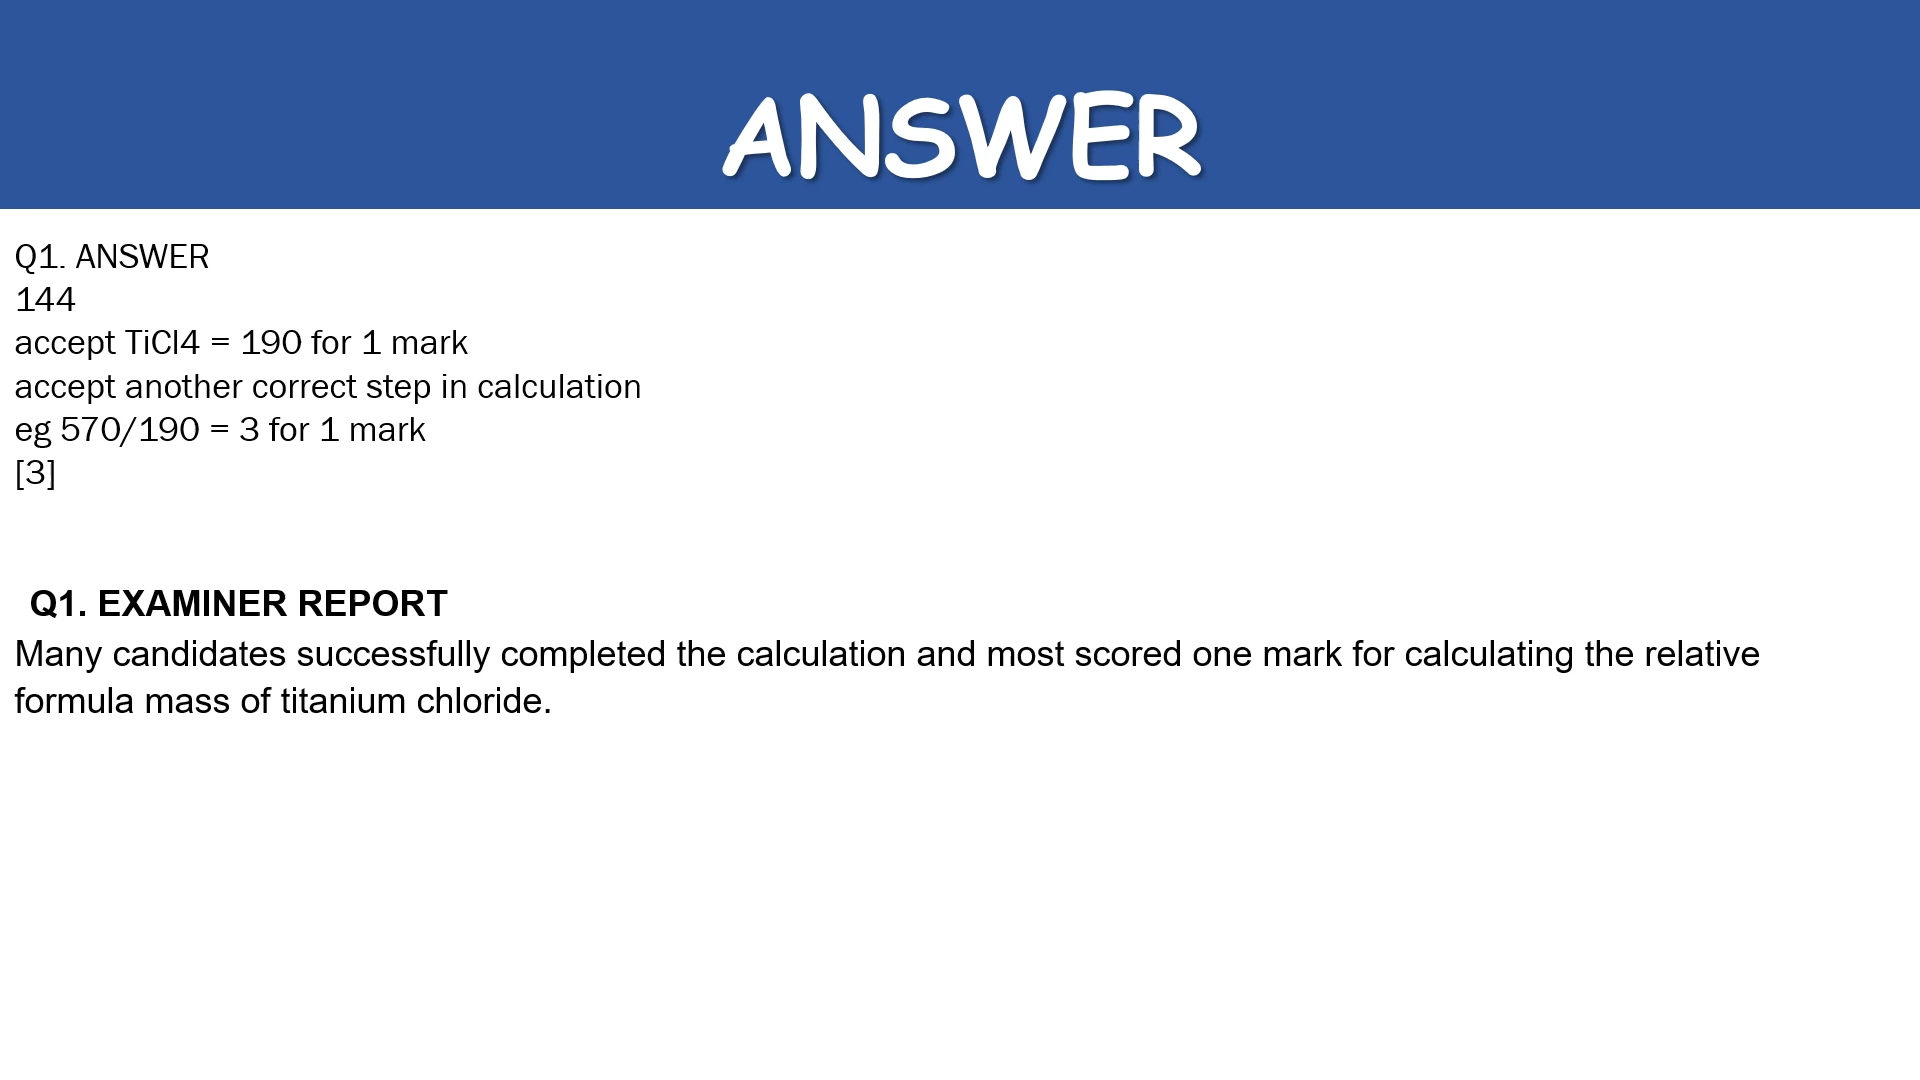 ANSWER
Q1. ANSWER
144
accept TiCl4 = 190 for 1 mark
accept another correct step in calculation
eg 570/190 = 3 for 1 mark
[3]
Q1. EXAMINER REPORT
Many candidates successfully completed the calculation and most scored one mark for calculating the relative
formula mass of titanium chloride.